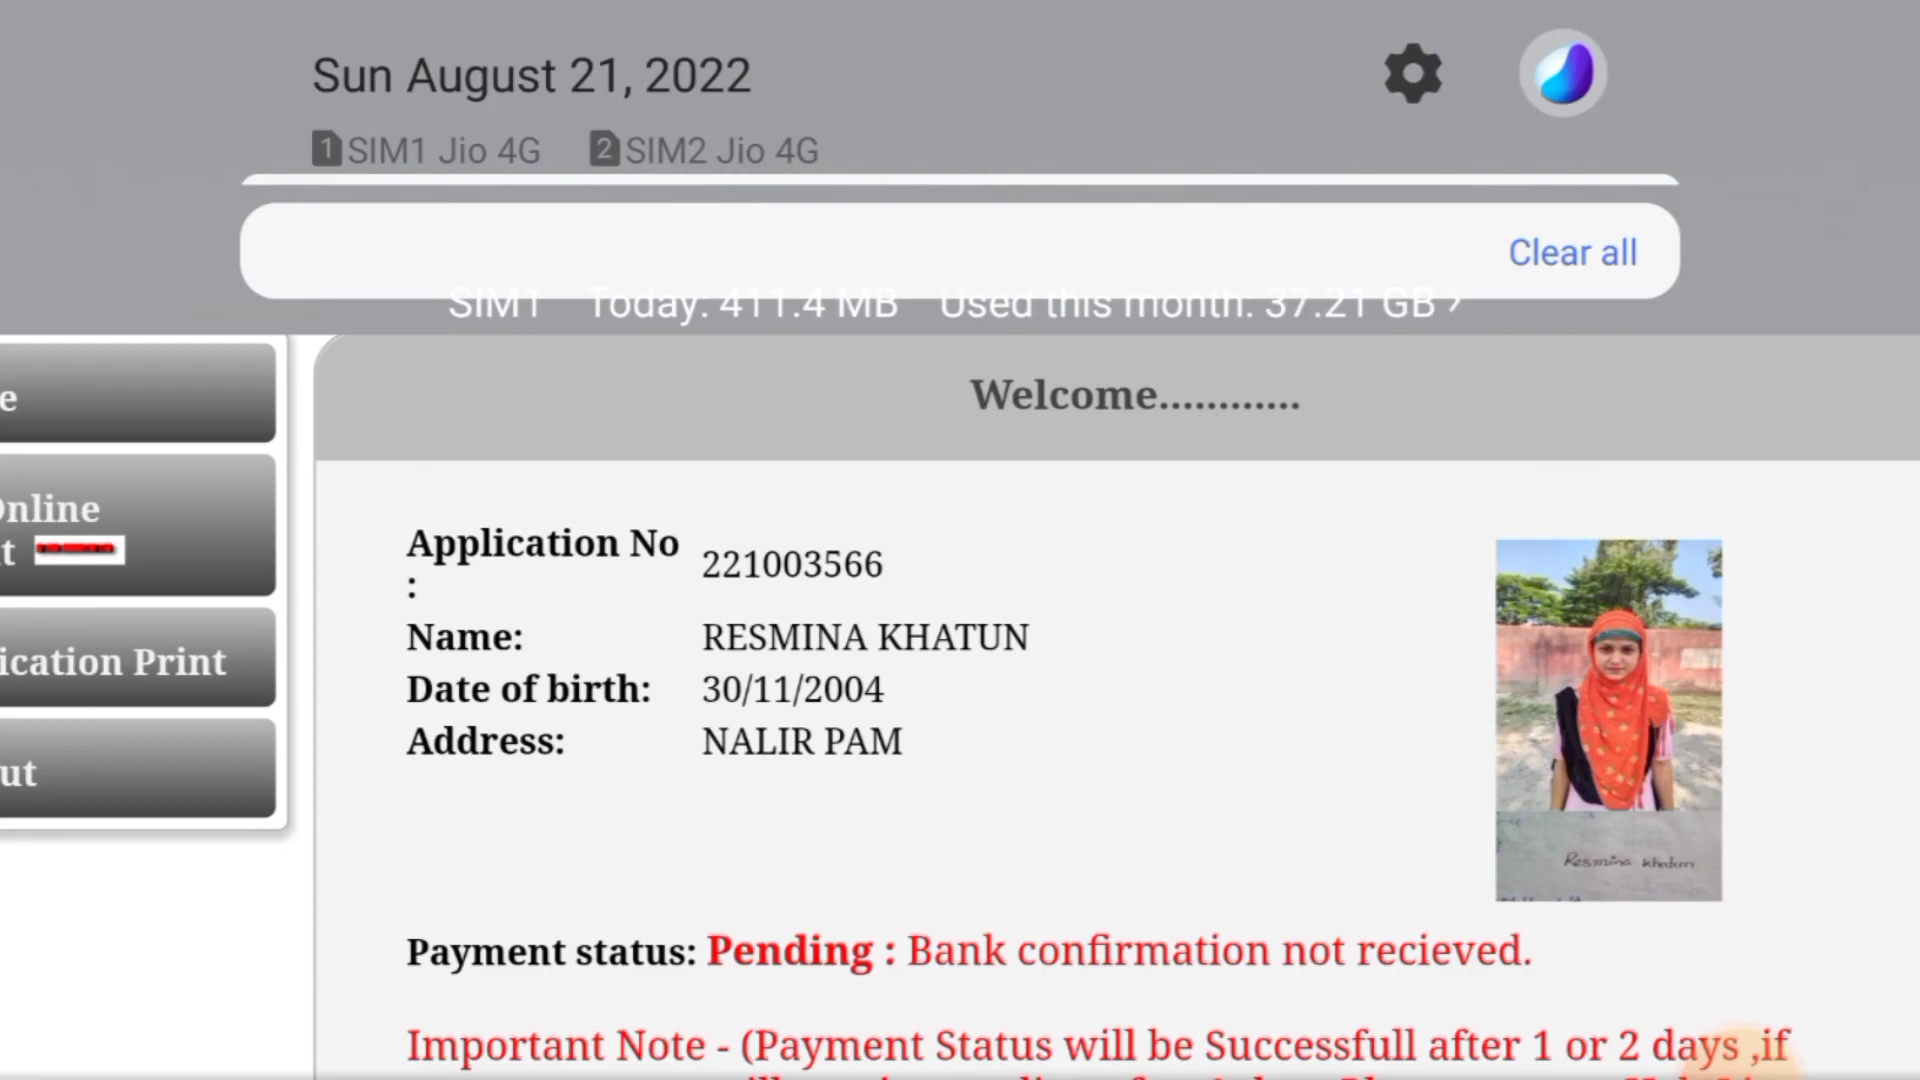 Sun August 21, 2022
1 SIM1 Jio 4G 2 SIM2 Jio 4G
Clear all
SIM1 Today: 411.4 MB Used this month: 37.21 GB ›
e
Online
t
ication Print
ut
Welcome............
Application No
:
221003566
Name: RESMINA KHATUN
Date of birth: 30/11/2004
Address: NALIR PAM
Resmina Khatun
Payment status: Pending : Bank confirmation not recieved.
Important Note - (Payment Status will be Successfull after 1 or 2 days ,if